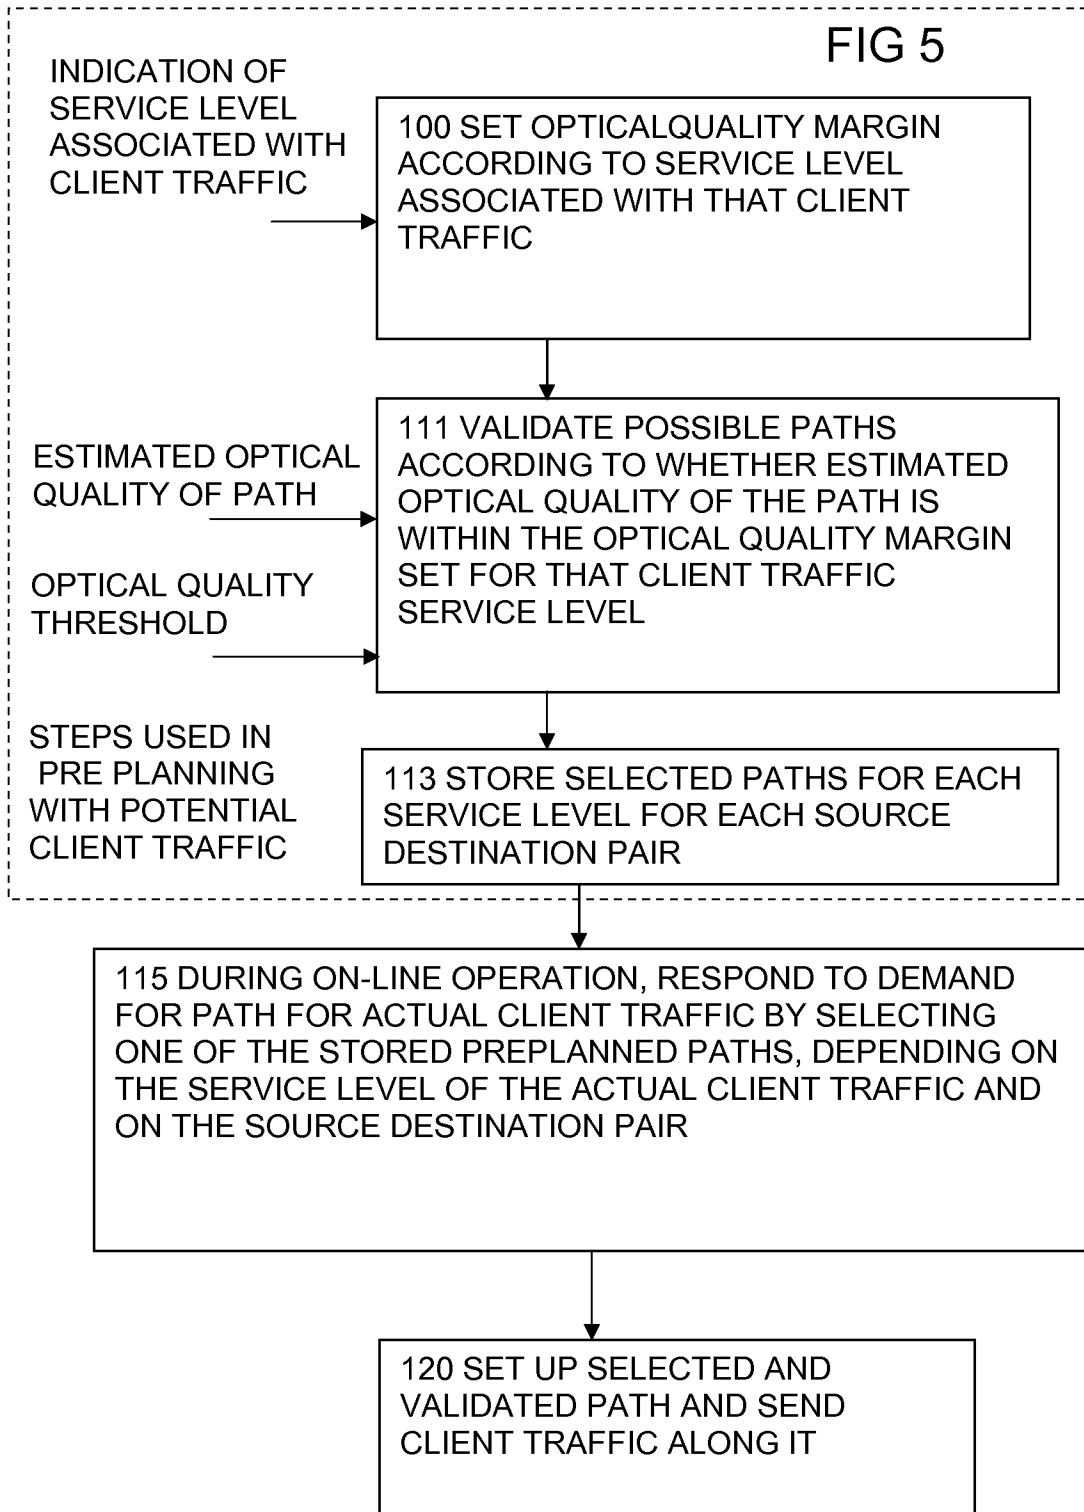 FIG 5
INDICATION OF
SERVICE LEVEL
ASSOCIATED WITH
CLIENT TRAFFIC
100 SET OPTICALQUALITY MARGIN
ACCORDING TO SERVICE LEVEL
ASSOCIATED WITH THAT CLIENT
TRAFFIC
ESTIMATED OPTICAL
QUALITY OF PATH
OPTICAL QUALITY
THRESHOLD
111 VALIDATE POSSIBLE PATHS
ACCORDING TO WHETHER ESTIMATED
OPTICAL QUALITY OF THE PATH IS
WITHIN THE OPTICAL QUALITY MARGIN
SET FOR THAT CLIENT TRAFFIC
SERVICE LEVEL
STEPS USED IN
PRE PLANNING
WITH POTENTIAL
CLIENT TRAFFIC
113 STORE SELECTED PATHS FOR EACH
SERVICE LEVEL FOR EACH SOURCE
DESTINATION PAIR
115 DURING ON-LINE OPERATION, RESPOND TO DEMAND
FOR PATH FOR ACTUAL CLIENT TRAFFIC BY SELECTING
ONE OF THE STORED PREPLANNED PATHS, DEPENDING ON
THE SERVICE LEVEL OF THE ACTUAL CLIENT TRAFFIC AND
ON THE SOURCE DESTINATION PAIR
120 SET UP SELECTED AND
VALIDATED PATH AND SEND
CLIENT TRAFFIC ALONG IT